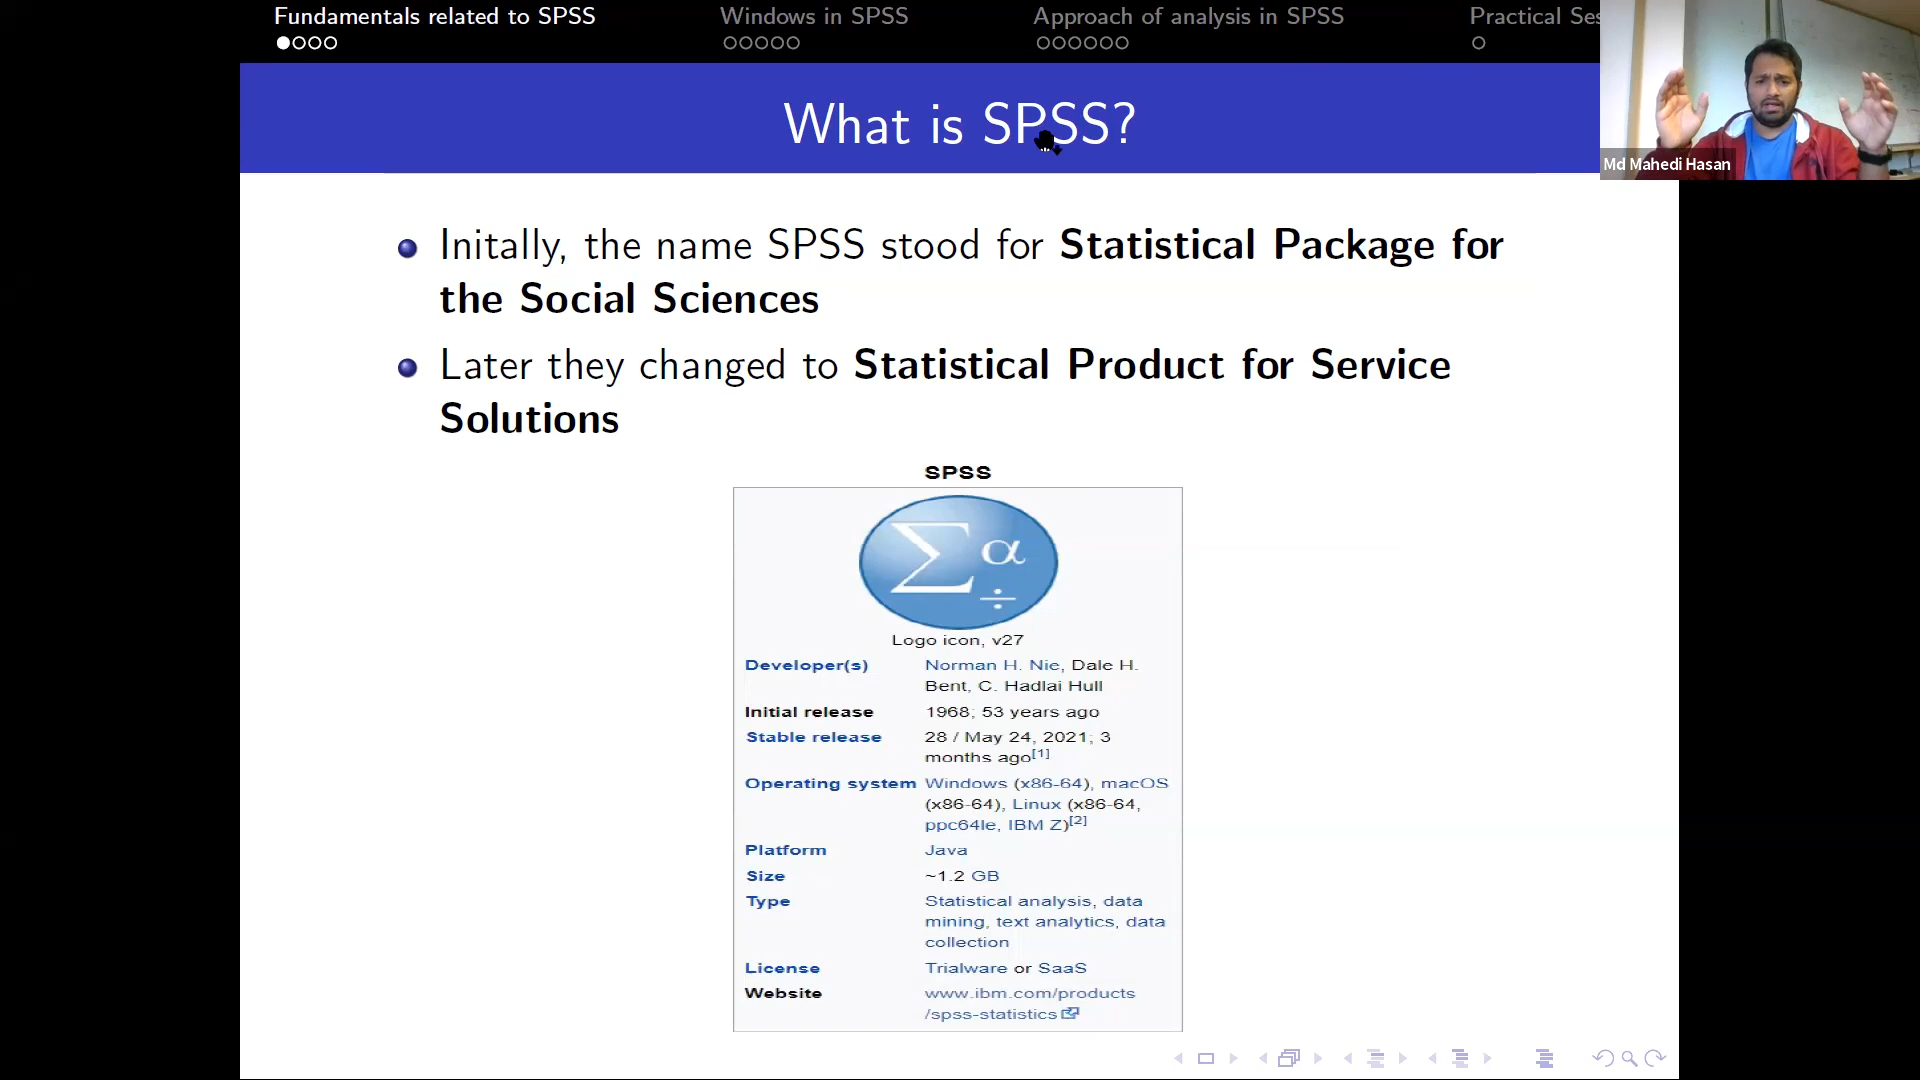 Fundamentals related to SPSS
Windows in SPSS
Approach of analysis in SPSS
Practical Ses
Md Mahedi Hasan
What is SPSS?
Initally, the name SPSS stood for Statistical Package for
the Social Sciences
Later they changed to Statistical Product for Service
Solutions
SPSS
Σ α ÷
Logo icon, v27
Developer(s) Norman H. Nie, Dale H.
Bent, C. Hadlai Hull
Initial release 1968; 53 years ago
Stable release 28 / May 24, 2021; 3
months ago[1]
Operating system Windows (x86-64), macOS
(x86-64), Linux (x86-64,
ppc64le, IBM Z)[2]
Platform Java
Size ~1.2 GB
Type Statistical analysis, data
mining, text analytics, data
collection
License Trialware or SaaS
Website www.ibm.com/products
/spss-statistics